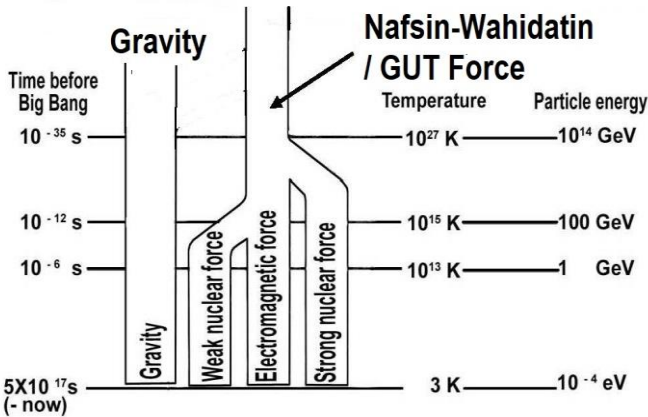 Gravity
Nafsin-Wahidatin
/ GUT Force
Time before
Big Bang
Temperature
Particle energy
10 -35 s
10²⁷ K
10¹⁴ GeV
10 -12 s
10¹⁵ K
100 GeV
10 -6 s
10¹³ K
1 GeV
Gravity
Weak nuclear force
Electromagnetic force
Strong nuclear force
5X10 ¹⁷s
(- now)
3 K
10 -4 eV